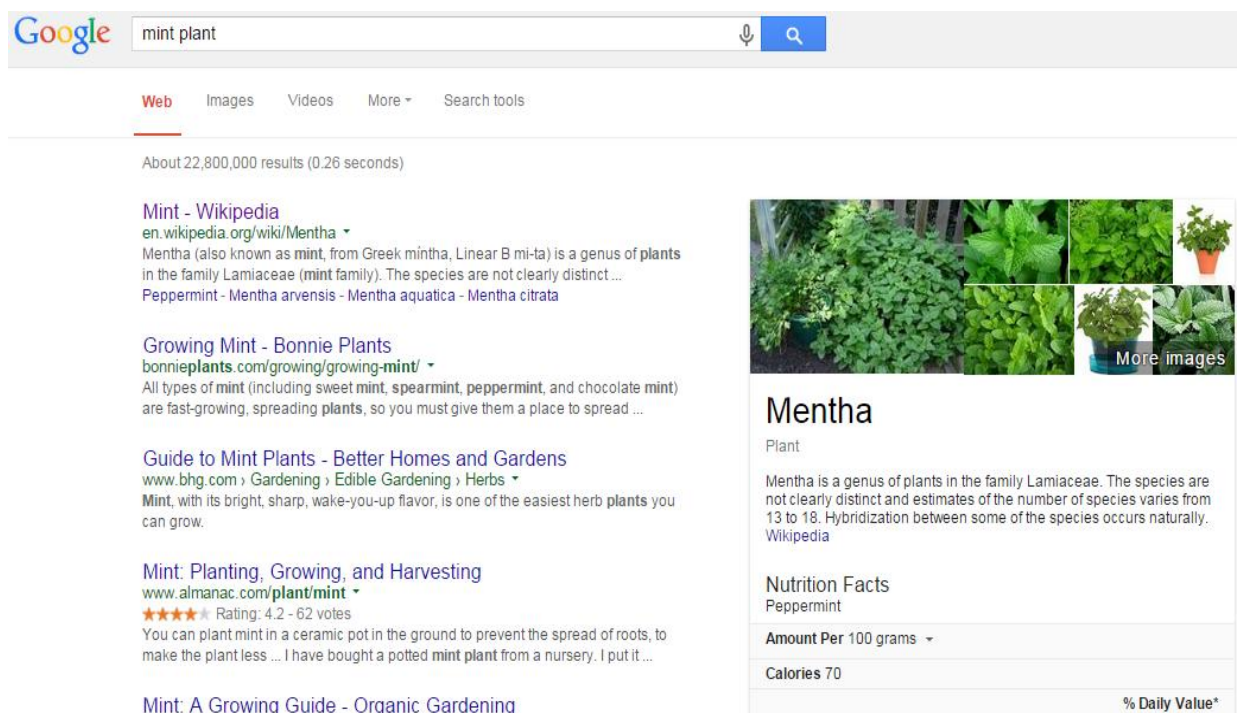 Google
mint plant
Web Images Videos More Search tools
About 22,800,000 results (0.26 seconds)
Mint - Wikipedia
en.wikipedia.org/wiki/Mentha
Mentha (also known as mint, from Greek míntha, Linear B mi-ta) is a genus of plants
in the family Lamiaceae (mint family). The species are not clearly distinct ...
Peppermint - Mentha arvensis - Mentha aquatica - Mentha citrata
Growing Mint - Bonnie Plants
bonnieplants.com/growing/growing-mint/
All types of mint (including sweet mint, spearmint, peppermint, and chocolate mint)
are fast-growing, spreading plants, so you must give them a place to spread ...
Guide to Mint Plants - Better Homes and Gardens
www.bhg.com › Gardening › Edible Gardening › Herbs
Mint, with its bright, sharp, wake-you-up flavor, is one of the easiest herb plants you
can grow.
Mint: Planting, Growing, and Harvesting
www.almanac.com/plant/mint
Rating: 4.2 - 62 votes
You can plant mint in a ceramic pot in the ground to prevent the spread of roots, to
make the plant less ... I have bought a potted mint plant from a nursery. I put it ...
Mint: A Growing Guide - Organic Gardening
More images
Mentha
Plant
Mentha is a genus of plants in the family Lamiaceae. The species are
not clearly distinct and estimates of the number of species varies from
13 to 18. Hybridization between some of the species occurs naturally.
Wikipedia
Nutrition Facts
Peppermint
Amount Per 100 grams
Calories 70
% Daily Value*